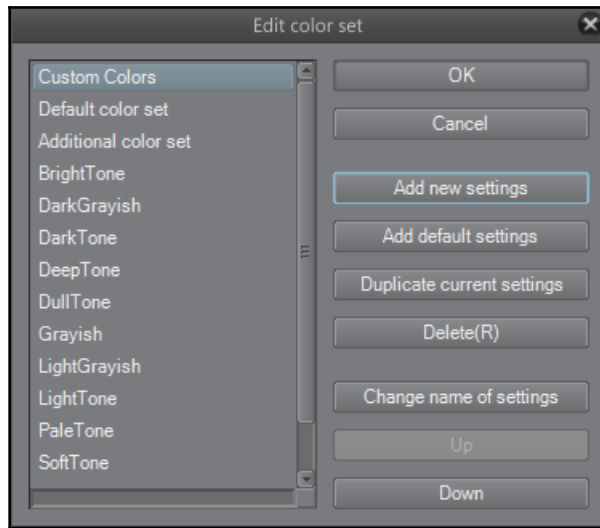 Edit color set
Custom Colors
Default color set
Additional color set
BrightTone
DarkGrayish
DarkTone
DeepTone
DullTone
Grayish
LightGrayish
LightTone
PaleTone
SoftTone
OK
Cancel
Add new settings
Add default settings
Duplicate current settings
Delete(R)
Change name of settings
Up
Down